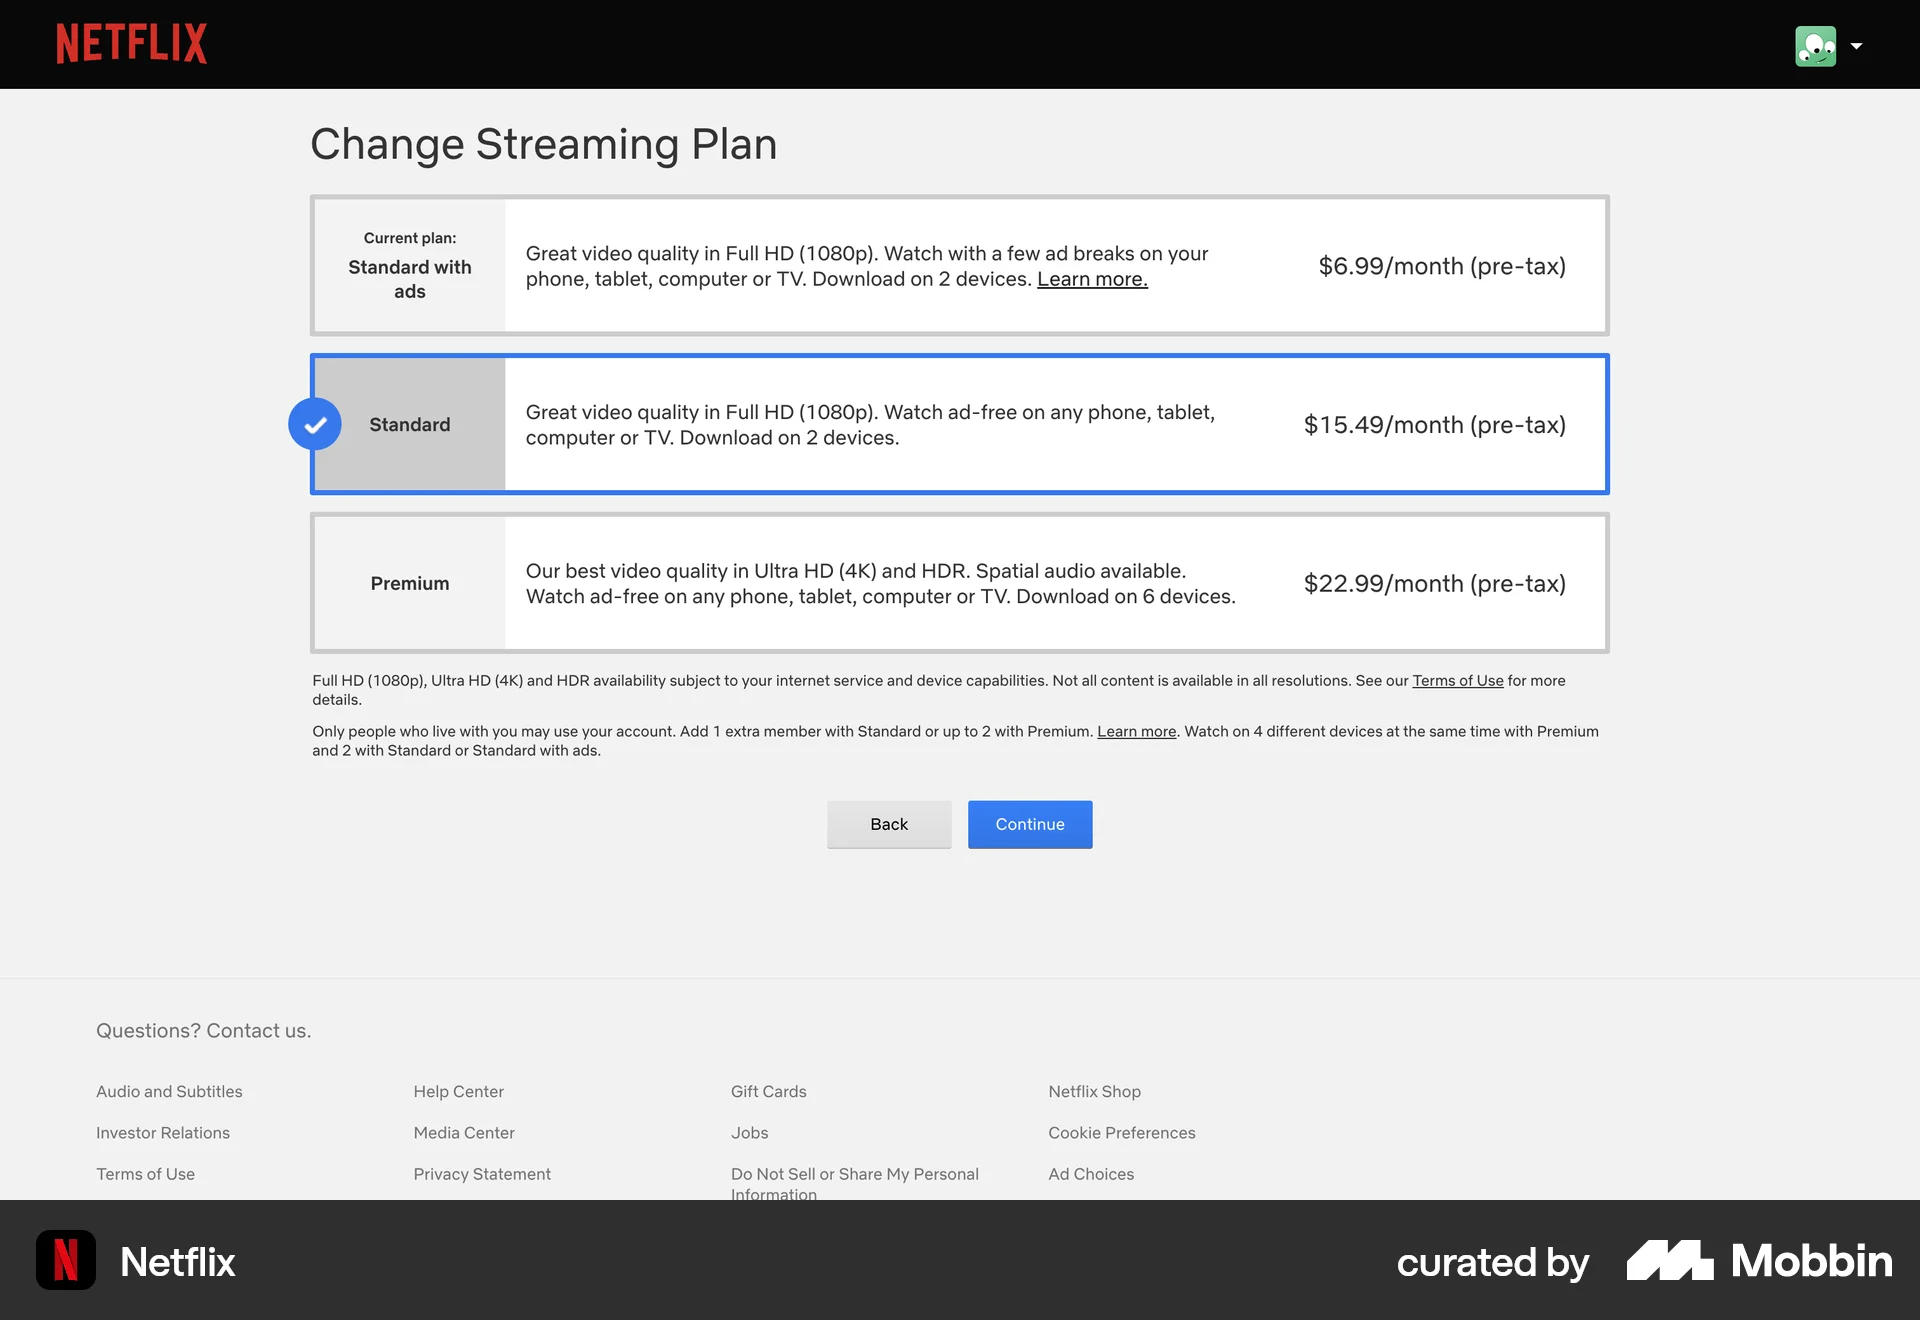 NETFLIX
Change Streaming Plan
Current plan:
Standard with
ads
Great video quality in Full HD (1080p). Watch with a few ad breaks on your
phone, tablet, computer or TV. Download on 2 devices. Learn more.
$6.99/month (pre-tax)
Standard
Great video quality in Full HD (1080p). Watch ad-free on any phone, tablet,
computer or TV. Download on 2 devices.
$15.49/month (pre-tax)
Premium
Our best video quality in Ultra HD (4K) and HDR. Spatial audio available.
Watch ad-free on any phone, tablet, computer or TV. Download on 6 devices.
$22.99/month (pre-tax)
Full HD (1080p), Ultra HD (4K) and HDR availability subject to your internet service and device capabilities. Not all content is available in all resolutions. See our Terms of Use for more
details.
Only people who live with you may use your account. Add 1 extra member with Standard or up to 2 with Premium. Learn more. Watch on 4 different devices at the same time with Premium
and 2 with Standard or Standard with ads.
Back
Continue
Questions? Contact us.
Audio and Subtitles
Help Center
Gift Cards
Netflix Shop
Investor Relations
Media Center
Jobs
Cookie Preferences
Terms of Use
Privacy Statement
Do Not Sell or Share My Personal
Information
Ad Choices
Netflix
curated by
Mobbin